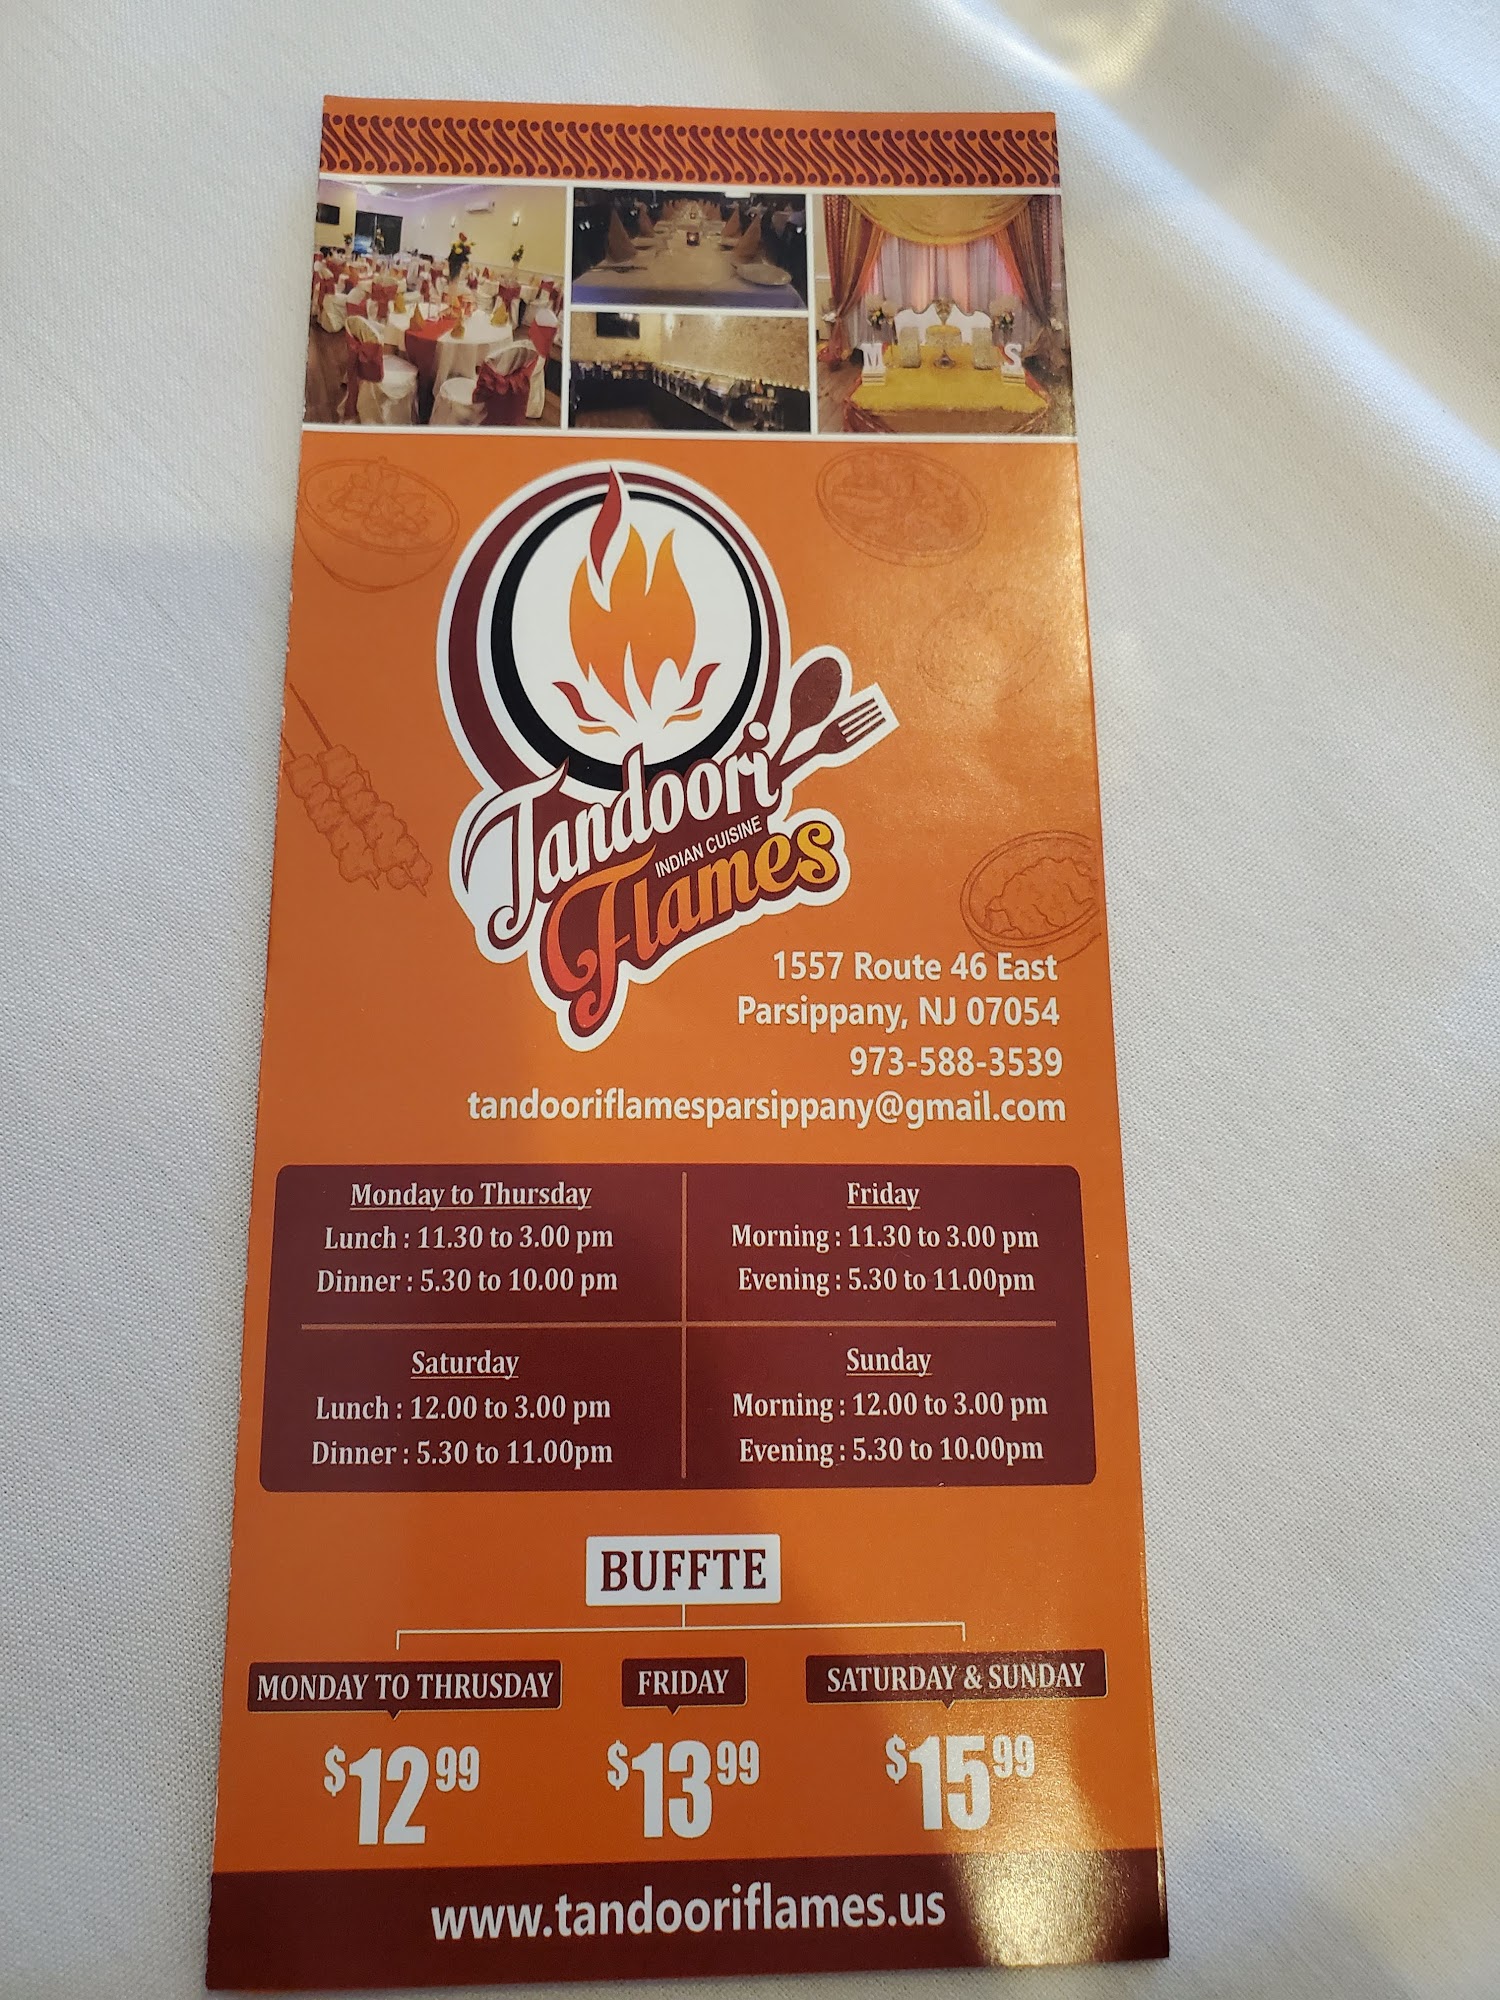 M S
Tandoori
INDIAN CUISINE
Flames
1557 Route 46 East
Parsippany, NJ 07054
973-588-3539
tandooriflamesparsippany@gmail.com
Monday to Thursday
Lunch : 11.30 to 3.00 pm
Dinner : 5.30 to 10.00 pm
Friday
Morning : 11.30 to 3.00 pm
Evening : 5.30 to 11.00pm
Saturday
Lunch : 12.00 to 3.00 pm
Dinner : 5.30 to 11.00pm
Sunday
Morning : 12.00 to 3.00 pm
Evening : 5.30 to 10.00pm
BUFFTE
MONDAY TO THRUSDAY
$12 99
FRIDAY
$13 99
SATURDAY & SUNDAY
$15 99
www.tandooriflames.us